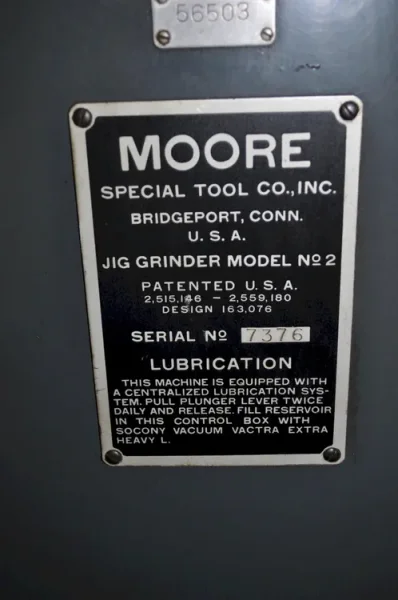 56503
MOORE
SPECIAL TOOL CO., INC.
BRIDGEPORT, CONN.
U. S. A.
JIG GRINDER MODEL Nº 2
PATENTED U. S. A.
2,515,146 – 2,559,180
DESIGN 163,076
SERIAL Nº 7376
LUBRICATION
THIS MACHINE IS EQUIPPED WITH
A CENTRALIZED LUBRICATION SYS-
TEM. PULL PLUNGER LEVER TWICE
DAILY AND RELEASE. FILL RESERVOIR
IN THIS CONTROL BOX WITH
SOCONY VACUUM VACTRA EXTRA
HEAVY L.